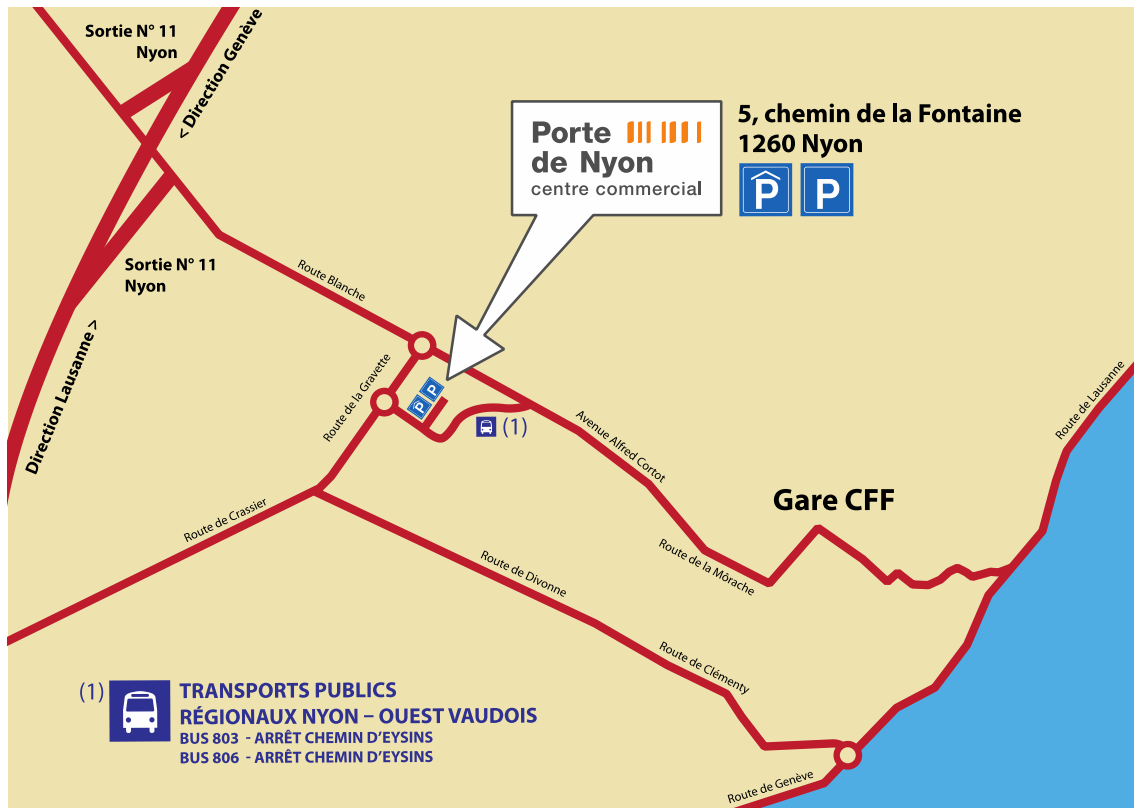 Sortie N° 11
Nyon
< Direction Genève
Porte
de Nyon
centre commercial
5, chemin de la Fontaine
1260 Nyon
P P
Sortie N° 11
Nyon
Route Blanche
Direction Lausanne >
Route de la Gravette
P P
(1)
Avenue Alfred Cortot
Route de Lausanne
Gare CFF
Route de Crassier
Route de la Môrache
Route de Divonne
Route de Clémenty
(1) TRANSPORTS PUBLICS
RÉGIONAUX NYON – OUEST VAUDOIS
BUS 803 - ARRÊT CHEMIN D'EYSINS
BUS 806 - ARRÊT CHEMIN D'EYSINS
Route de Genève